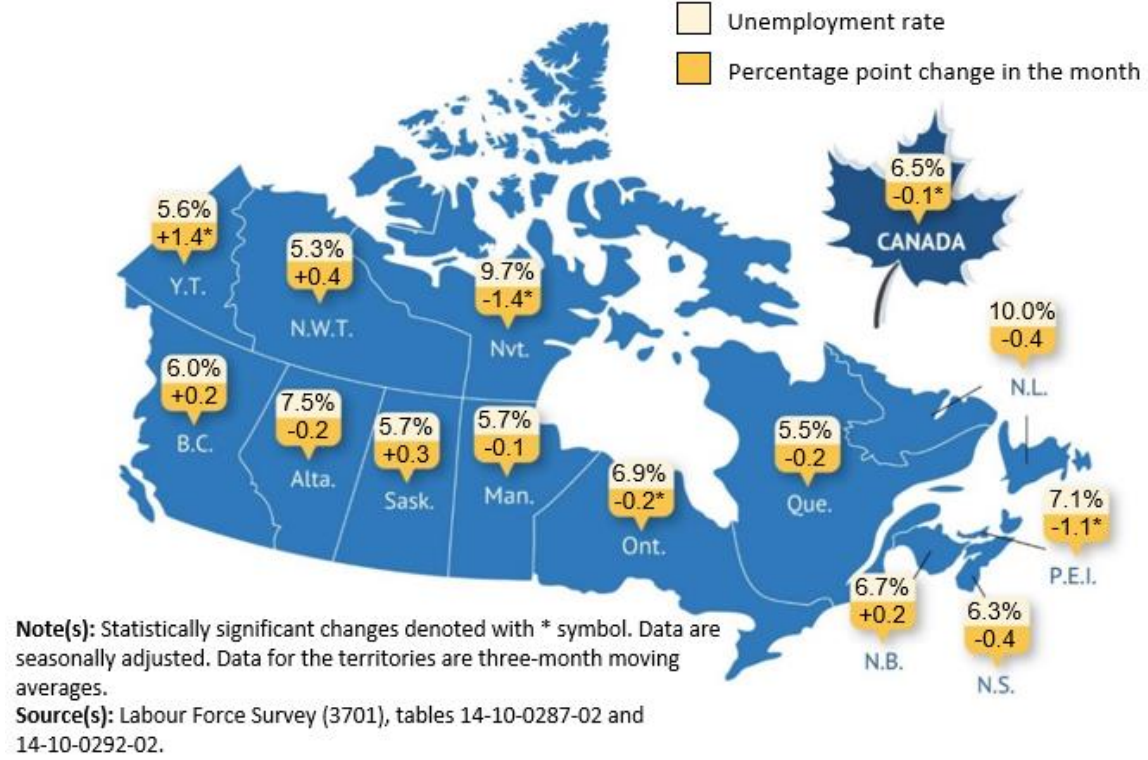 Unemployment rate
Percentage point change in the month
6.5%
-0.1*
CANADA
5.6%
+1.4*
Y.T.
5.3%
+0.4
N.W.T.
9.7%
-1.4*
Nvt.
10.0%
-0.4
N.L.
6.0%
+0.2
B.C.
7.5%
-0.2
Alta.
5.7%
+0.3
Sask.
5.7%
-0.1
Man.
6.9%
-0.2*
Ont.
5.5%
-0.2
Que.
7.1%
-1.1*
P.E.I.
6.7%
+0.2
N.B.
6.3%
-0.4
N.S.
Note(s): Statistically significant changes denoted with * symbol. Data are
seasonally adjusted. Data for the territories are three-month moving
averages.
Source(s): Labour Force Survey (3701), tables 14-10-0287-02 and
14-10-0292-02.